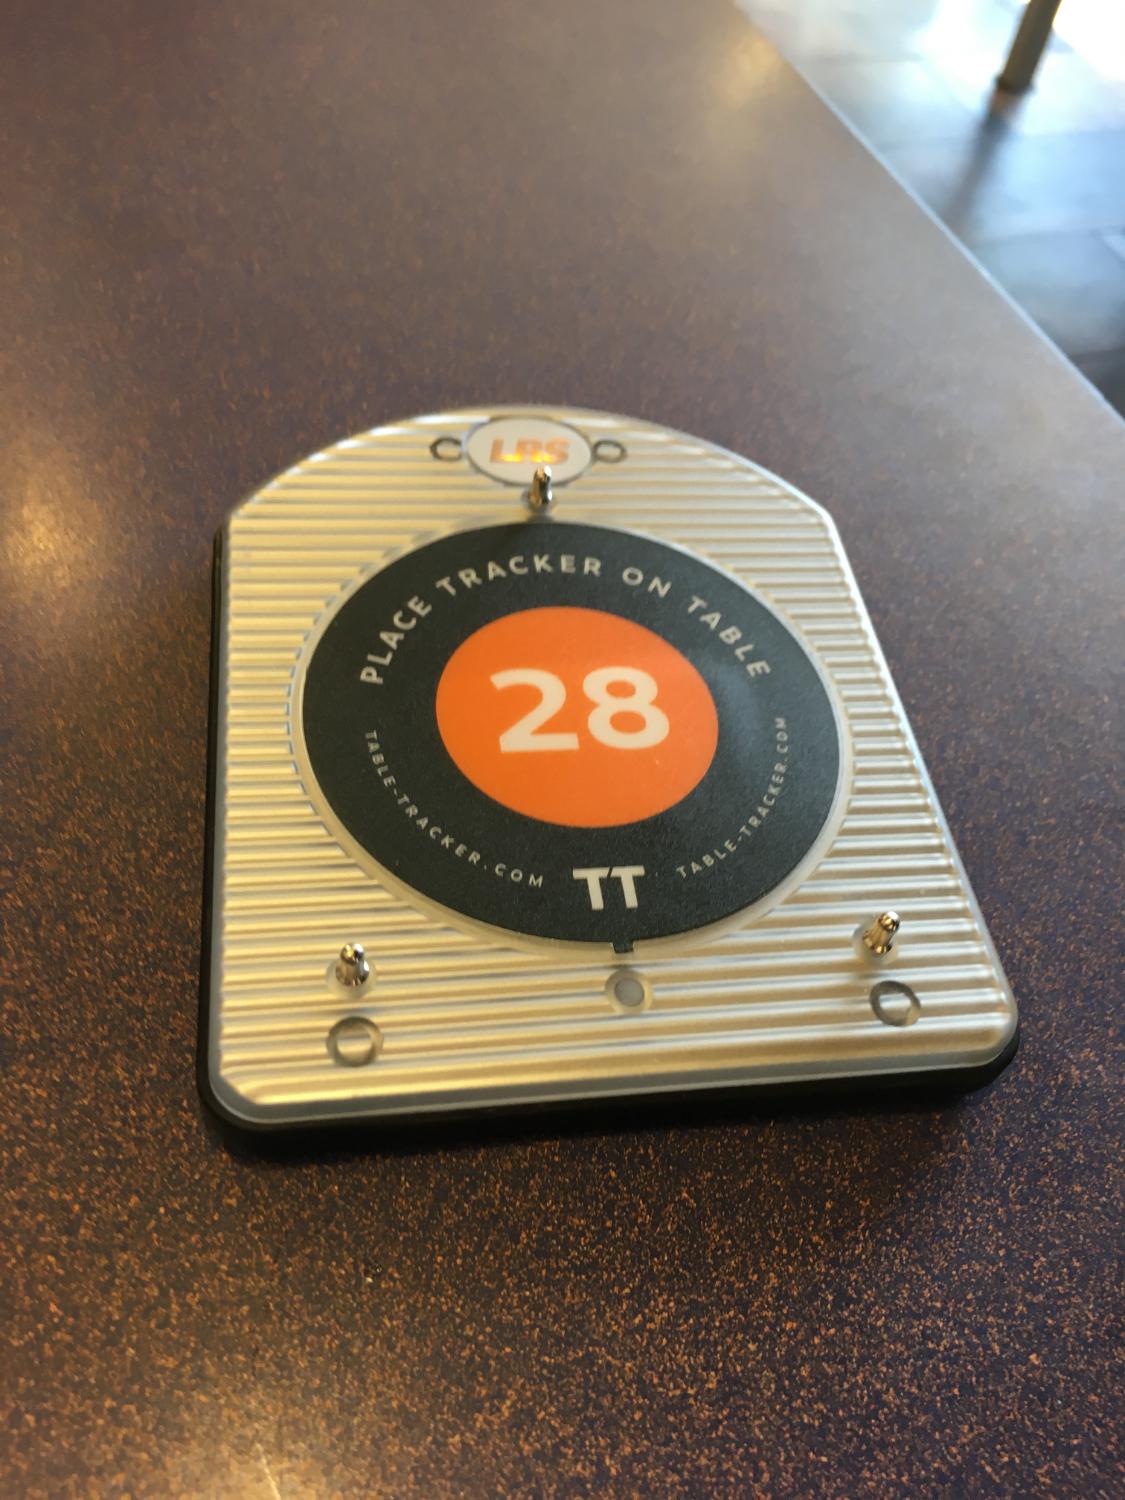 LRS
PLACE TRACKER ON TABLE
28
TABLE-TRACKER.COM
TT
TABLE-TRACKER.COM